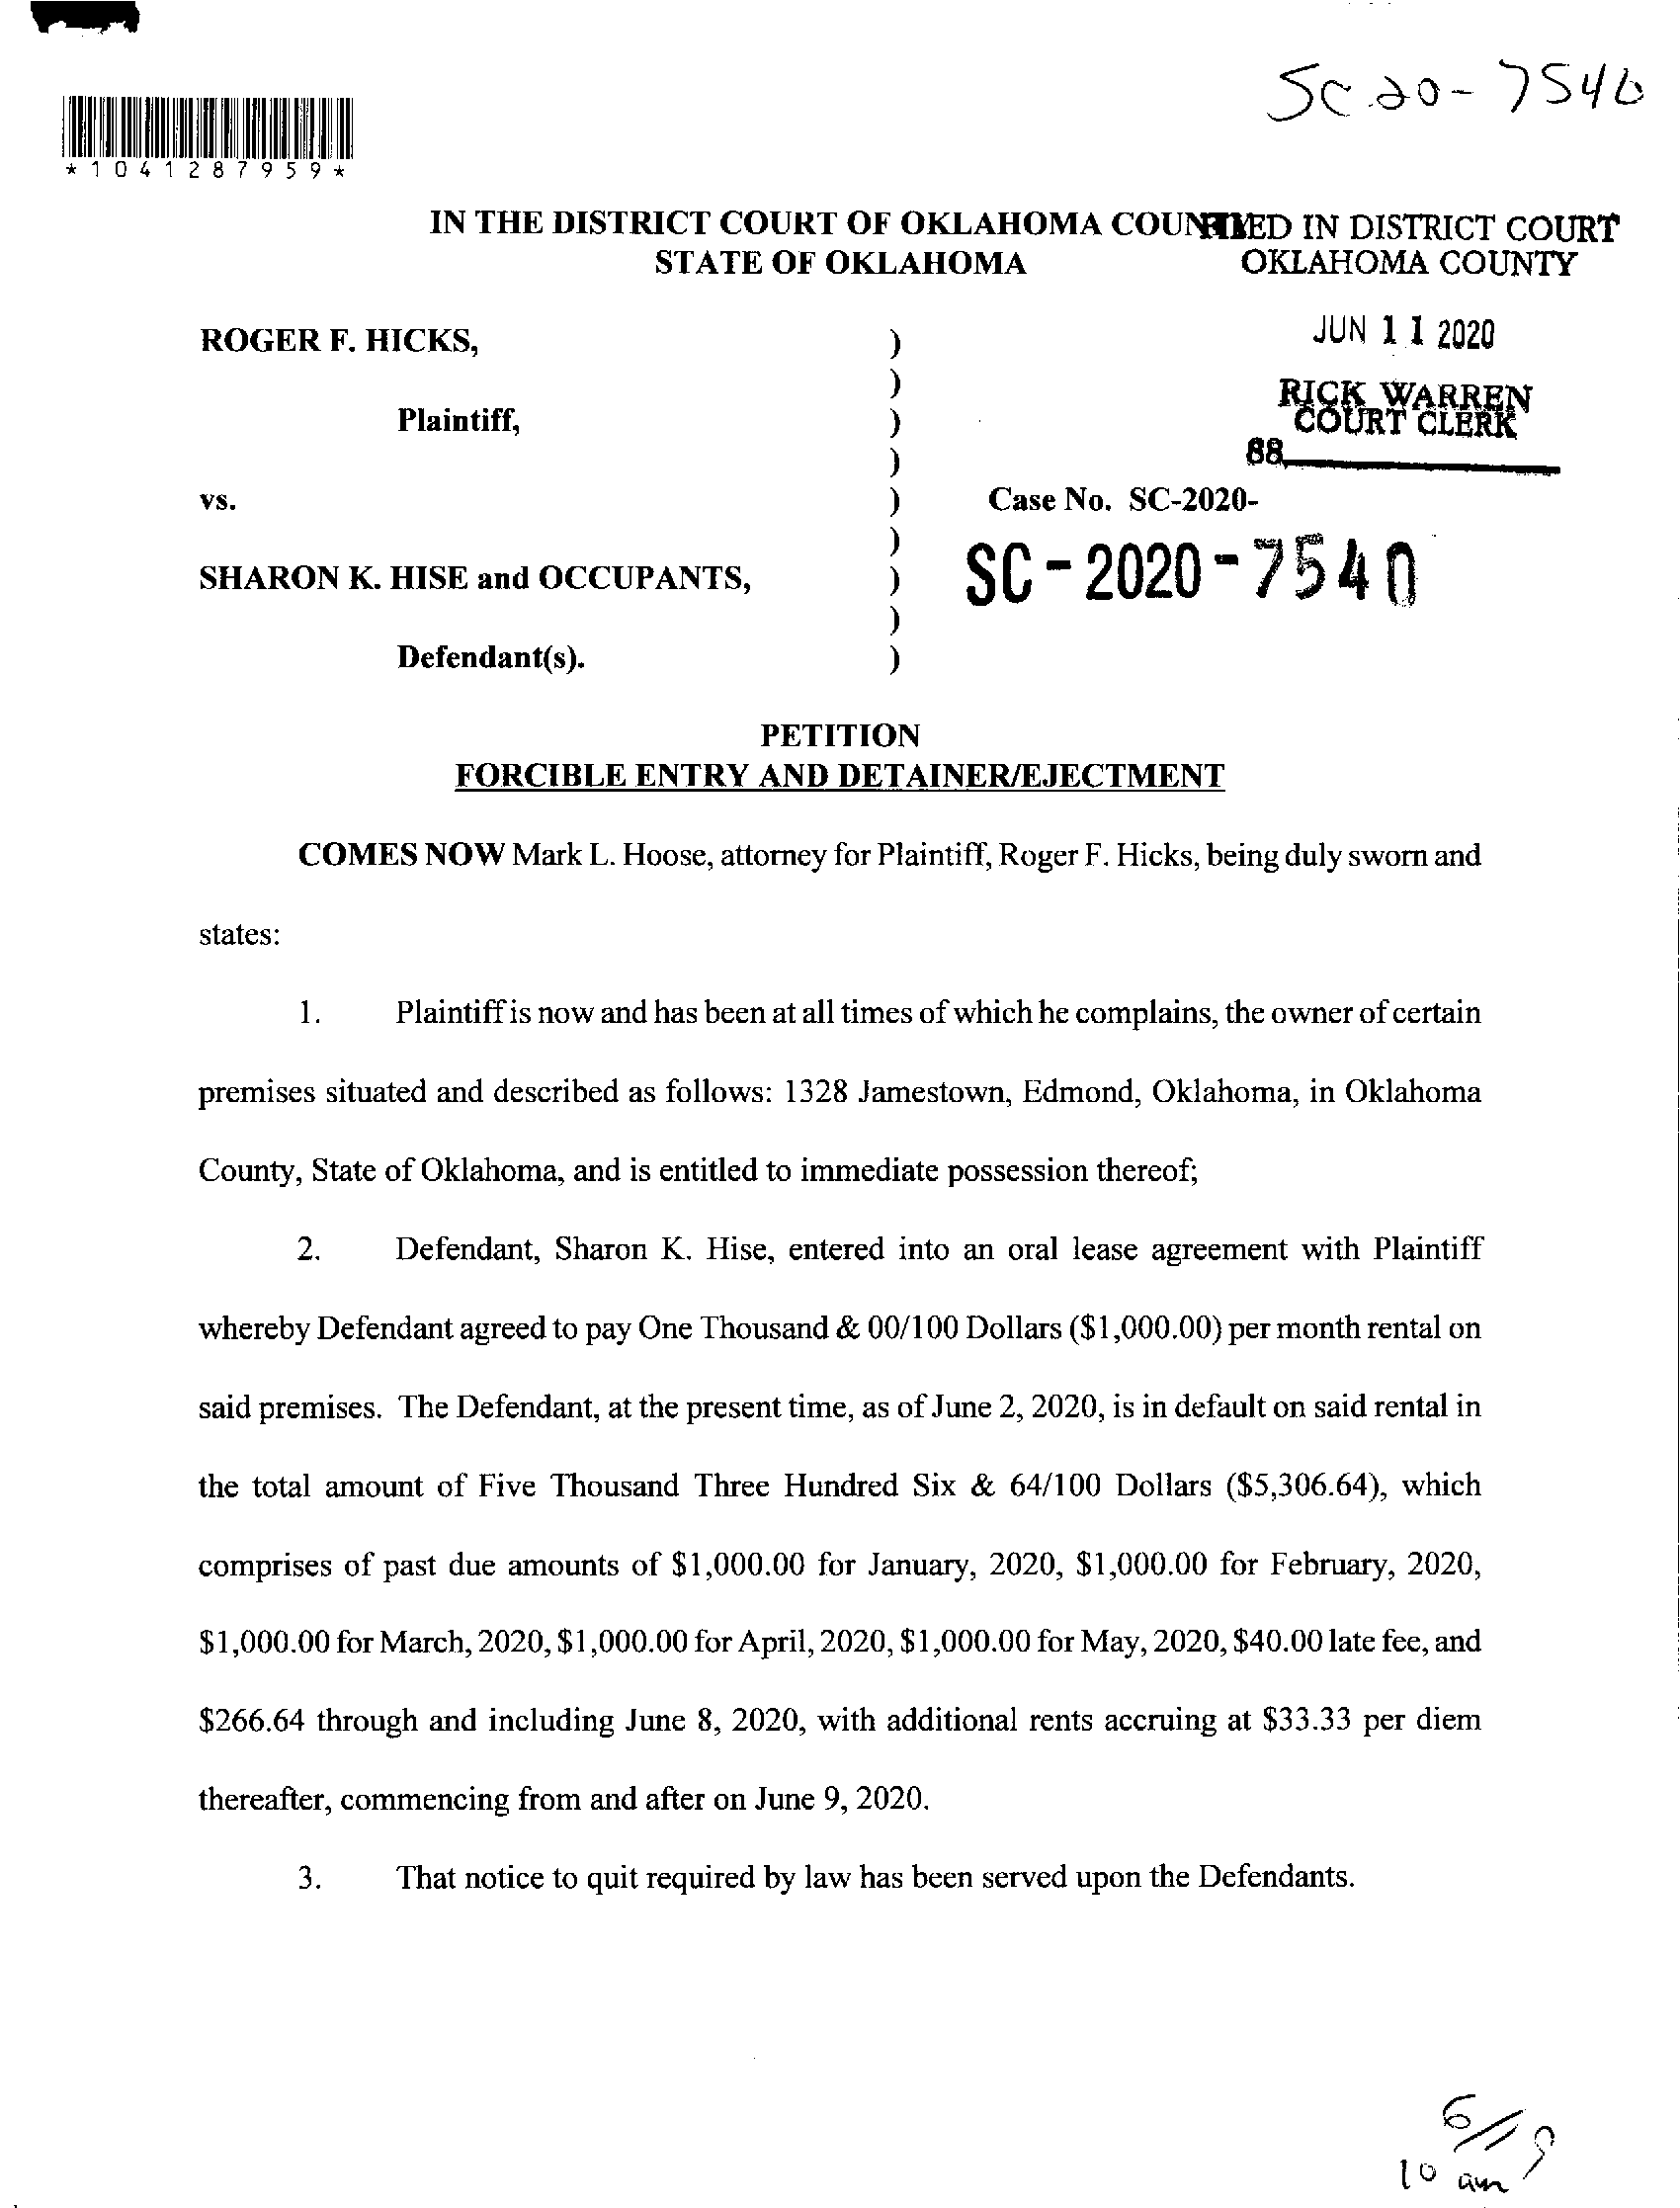 SC 20-7540
*1041287959*
IN THE DISTRICT COURT OF OKLAHOMA COUNTY
FILED IN DISTRICT COURT
STATE OF OKLAHOMA
OKLAHOMA COUNTY
JUN 11 2020
ROGER F. HICKS, )
)
RICK WARREN
COURT CLERK
Plaintiff, )
88
)
vs. ) Case No. SC-2020-
)
SC-2020-7540
SHARON K. HISE and OCCUPANTS, )
)
Defendant(s). )
PETITION
FORCIBLE ENTRY AND DETAINER/EJECTMENT
COMES NOW Mark L. Hoose, attorney for Plaintiff, Roger F. Hicks, being duly sworn and
states:
1. Plaintiff is now and has been at all times of which he complains, the owner of certain
premises situated and described as follows: 1328 Jamestown, Edmond, Oklahoma, in Oklahoma
County, State of Oklahoma, and is entitled to immediate possession thereof;
2. Defendant, Sharon K. Hise, entered into an oral lease agreement with Plaintiff
whereby Defendant agreed to pay One Thousand & 00/100 Dollars ($1,000.00) per month rental on
said premises. The Defendant, at the present time, as of June 2, 2020, is in default on said rental in
the total amount of Five Thousand Three Hundred Six & 64/100 Dollars ($5,306.64), which
comprises of past due amounts of $1,000.00 for January, 2020, $1,000.00 for February, 2020,
$1,000.00 for March, 2020, $1,000.00 for April, 2020, $1,000.00 for May, 2020, $40.00 late fee, and
$266.64 through and including June 8, 2020, with additional rents accruing at $33.33 per diem
thereafter, commencing from and after on June 9, 2020.
3. That notice to quit required by law has been served upon the Defendants.
10 am